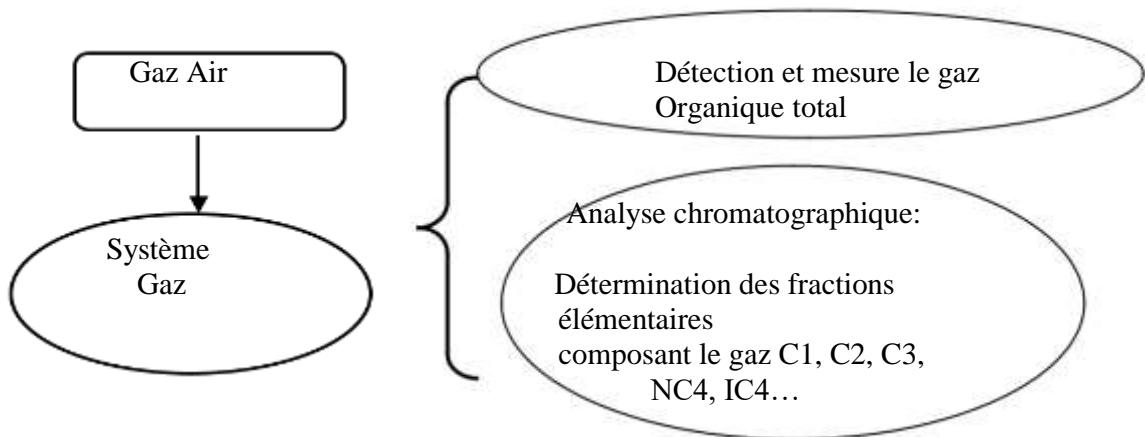 Gaz Air
Système
Gaz
Détection et mesure le gaz
Organique total
Analyse chromatographique:
Détermination des fractions
élémentaires
composant le gaz C1, C2, C3,
NC4, IC4…